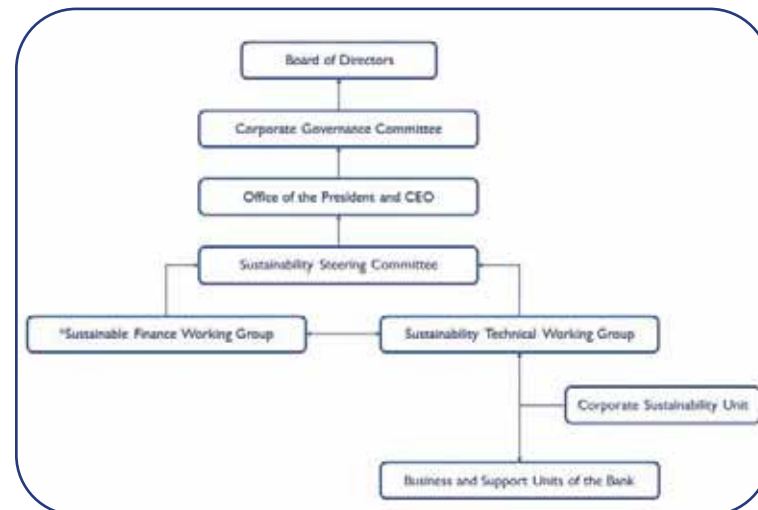 Board of Directors
Corporate Governance Committee
Office of the President and CEO
Sustainability Steering Committee
*Sustainable Finance Working Group
Sustainability Technical Working Group
Corporate Sustainability Unit
Business and Support Units of the Bank